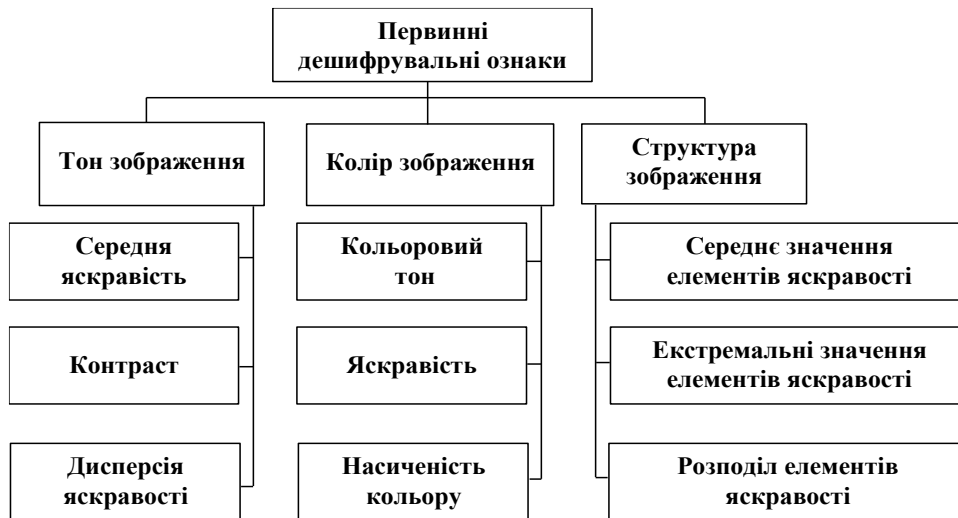 Первинні
дешифрувальні ознаки
Тон зображення
Колір зображення
Структура
зображення
Середня
яскравість
Кольоровий
тон
Середнє значення
елементів яскравості
Контраст
Яскравість
Екстремальні значення
елементів яскравості
Дисперсія
яскравості
Насиченість
кольору
Розподіл елементів
яскравості